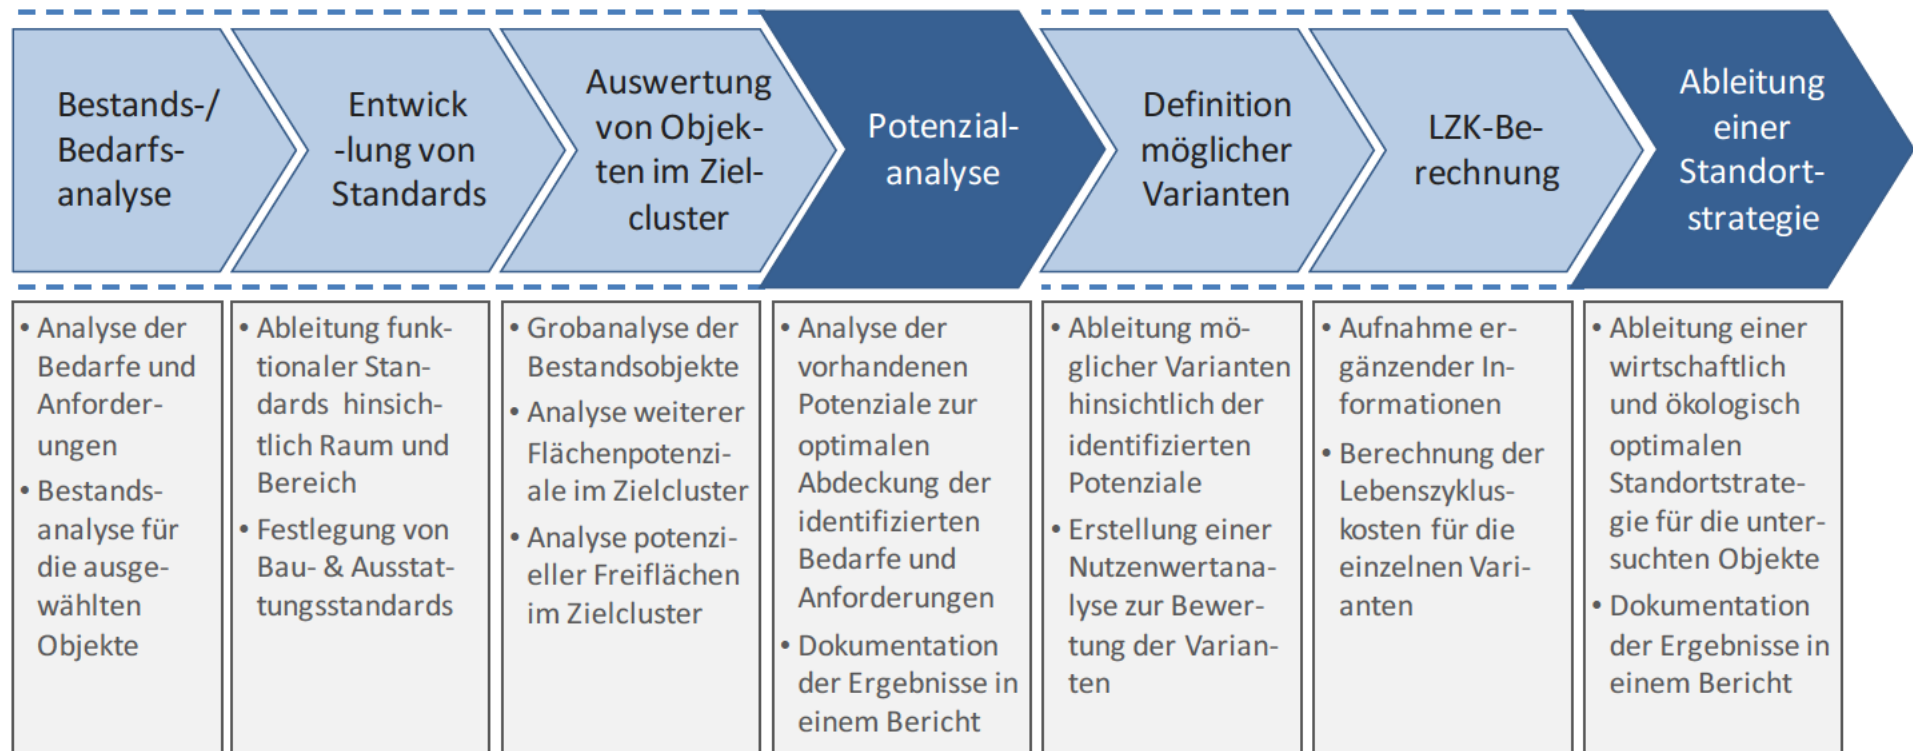 Bestands-/
Bedarfs-
analyse
Entwick
-lung von
Standards
Auswertung
von Objek-
ten im Ziel-
cluster
Potenzial-
analyse
Definition
möglicher
Varianten
LZK-Be-
rechnung
Ableitung
einer
Standort-
strategie
• Analyse der
Bedarfe und
Anforder-
ungen
• Bestands-
analyse für
die ausge-
wählten
Objekte
• Ableitung funk-
tionaler Stan-
dards hinsich-
tlich Raum und
Bereich
• Festlegung von
Bau- & Ausstat-
tungsstandards
• Grobanalyse der
Bestandsobjekte
• Analyse weiterer
Flächenpotenzi-
ale im Zielcluster
• Analyse potenzi-
eller Freiflächen
im Zielcluster
• Analyse der
vorhandenen
Potenziale zur
optimalen
Abdeckung der
identifizierten
Bedarfe und
Anforderungen
• Dokumentation
der Ergebnisse in
einem Bericht
• Ableitung mö-
glicher Varianten
hinsichtlich der
identifizierten
Potenziale
• Erstellung einer
Nutzenwertana-
lyse zur Bewer-
tung der Varian-
ten
• Aufnahme er-
gänzender In-
formationen
• Berechnung der
Lebenszyklus-
kosten für die
einzelnen Vari-
anten
• Ableitung einer
wirtschaftlich
und ökologisch
optimalen
Standortstrate-
gie für die unter-
suchten Objekte
• Dokumentation
der Ergebnisse in
einem Bericht